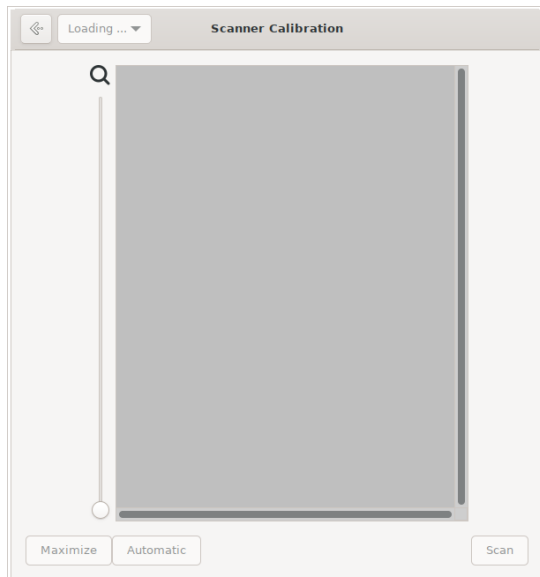 Loading ...
Scanner Calibration
Maximize
Automatic
Scan